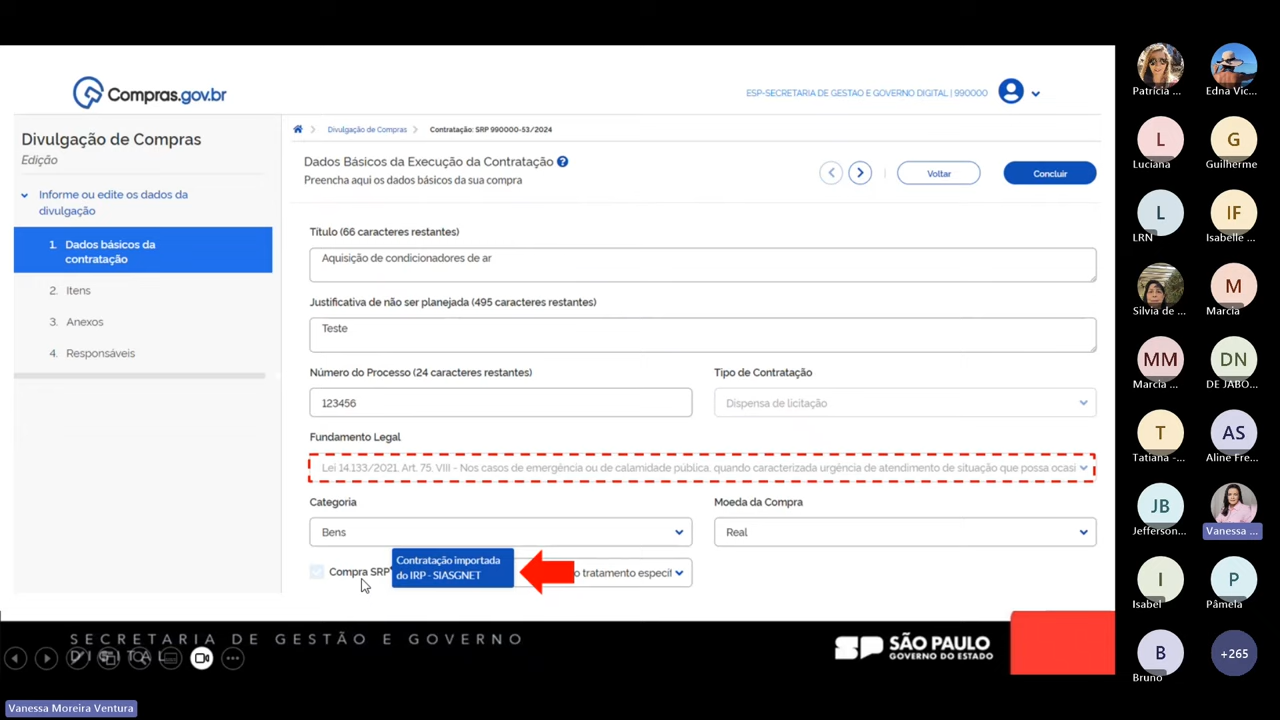 Compras.gov.br
ESP-SECRETARIA DE GESTAO E GOVERNO DIGITAL | 990000
Divulgação de Compras
Edição
Informe ou edite os dados da
divulgação
1. Dados básicos da
contratação
2. Itens
3. Anexos
4. Responsáveis
Divulgação de Compras
Contratação: SRP 990000-53/2024
Dados Básicos da Execução da Contratação
Preencha aqui os dados básicos da sua compra
Voltar
Concluir
Título (66 caracteres restantes)
Aquisição de condicionadores de ar
Justificativa de não ser planejada (495 caracteres restantes)
Teste
Número do Processo (24 caracteres restantes)
123456
Tipo de Contratação
Dispensa de licitação
Fundamento Legal
Lei 14.133/2021, Art. 75, VIII - Nos casos de emergência ou de calamidade publica, quando caracterizada urgência de atendimento de situação que possa ocasi
Categoria
Bens
Moeda da Compra
Real
Compra SRP
Contratação importada
do IRP - SIASGNET
o tratamento específ
SECRETARIA DE GESTÃO E GOVERNO
DIGITAL
SÃO PAULO
GOVERNO DO ESTADO
Vanessa Moreira Ventura
Patricia ...
Edna Vic...
L
Luciana
G
Guilherme
L
LRN
IF
Isabelle ...
Silvia de ...
M
Marcia
MM
Marcia ...
DN
DE JABO...
T
Tatiana -...
AS
Aline Fre...
JB
Jefferson...
Vanessa ...
I
Isabel
P
Pâmela
B
Bruno
+265